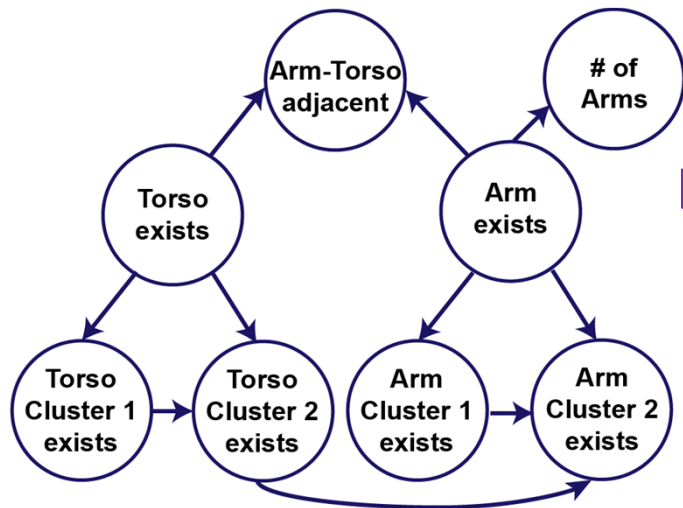 Arm-Torso
adjacent
# of
Arms
Torso
exists
Arm
exists
Torso
Cluster 1
exists
Torso
Cluster 2
exists
Arm
Cluster 1
exists
Arm
Cluster 2
exists